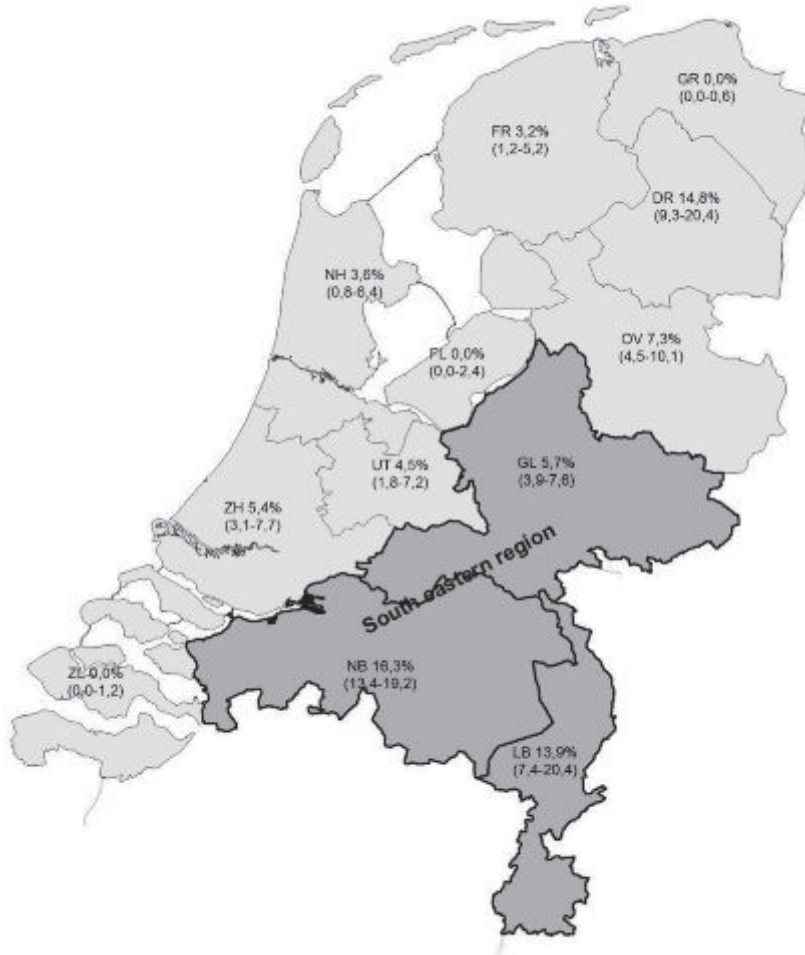 GR 0,0%
(0,0-0,6)
FR 3,2%
(1,2-5,2)
DR 14,8%
(9,3-20,4)
NH 3,6%
(0,8-6,4)
FL 0,0%
(0,0-2,4)
OV 7,3%
(4,5-10,1)
UT 4,5%
(1,8-7,2)
GL 5,7%
(3,9-7,6)
ZH 5,4%
(3,1-7,7)
South eastern region
ZL 0,0%
(0,0-1,2)
NB 16,3%
(13,4-19,2)
LB 13,9%
(7,4-20,4)